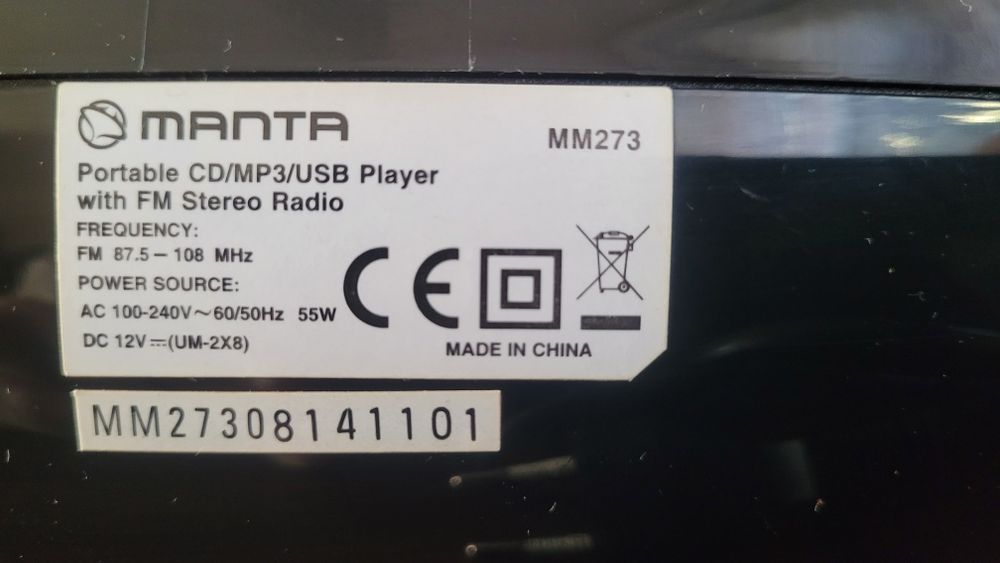 MANTA
MM273
Portable CD/MP3/USB Player
with FM Stereo Radio
FREQUENCY:
FM 87.5 – 108 MHz
POWER SOURCE:
AC 100-240V ~ 60/50Hz 55W
DC 12V ⎓ (UM-2X8)
CE
MADE IN CHINA
MM27308141101